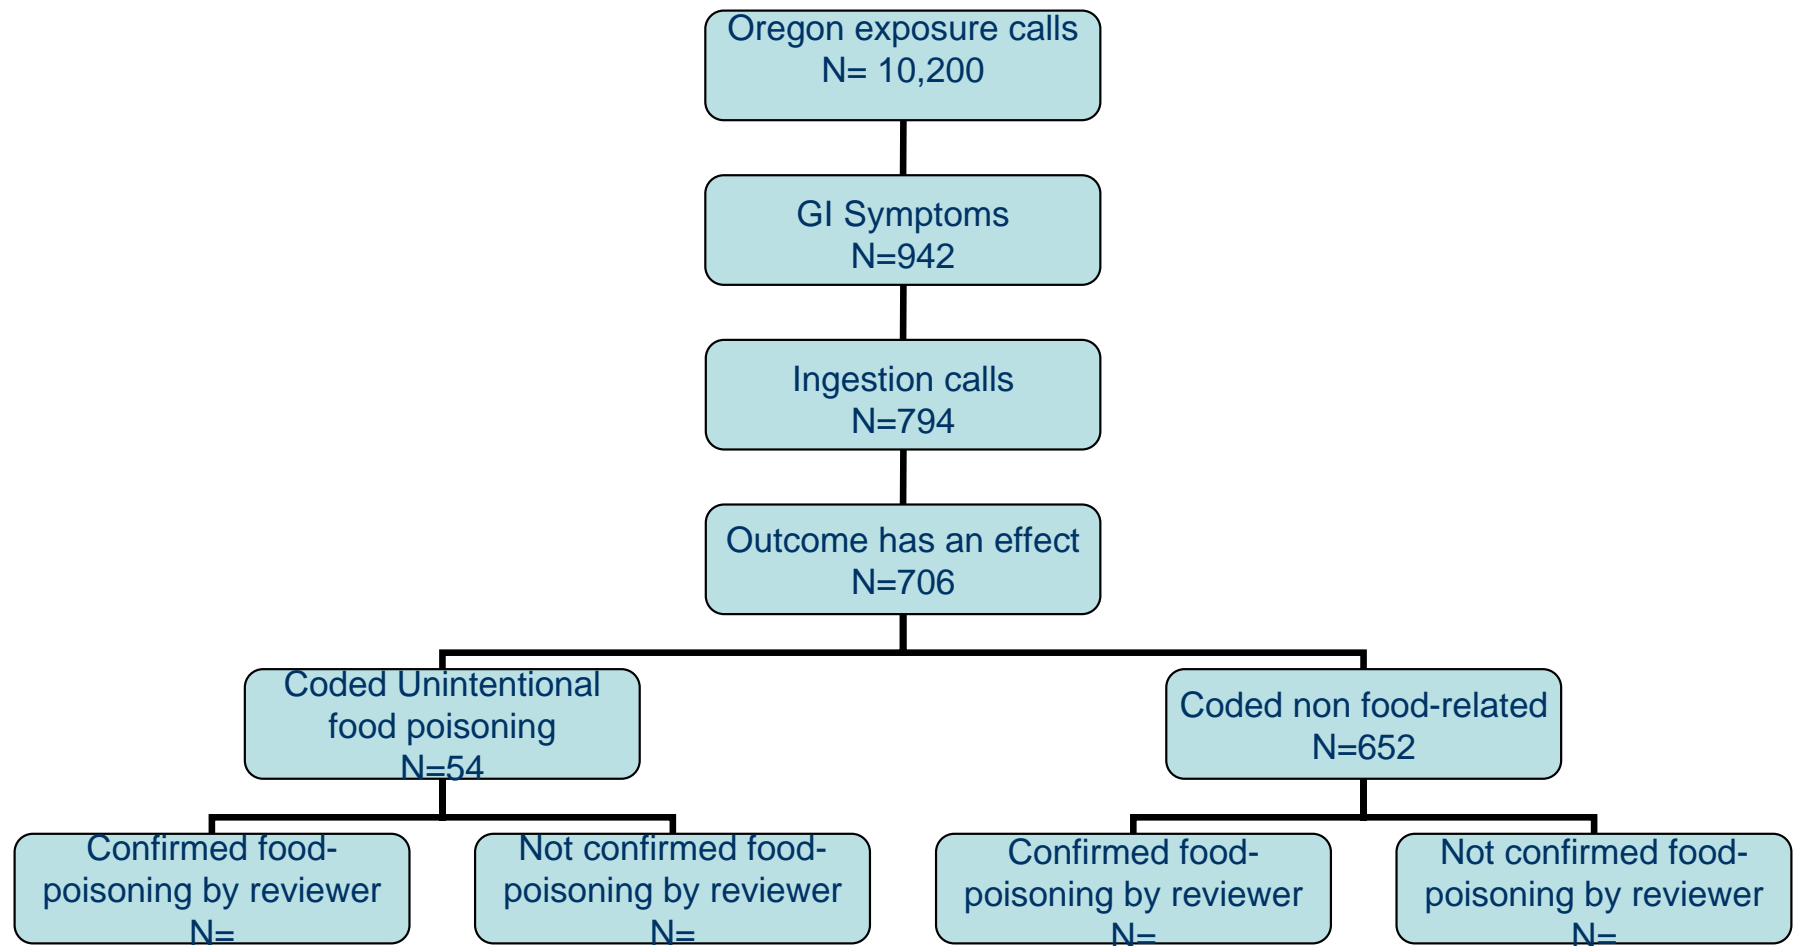 Oregon exposure calls
N= 10,200
GI Symptoms
N=942
Ingestion calls
N=794
Outcome has an effect
N=706
Coded Unintentional
food poisoning
N=54
Coded non food-related
N=652
Confirmed food-
poisoning by reviewer
N=
Not confirmed food-
poisoning by reviewer
N=
Confirmed food-
poisoning by reviewer
N=
Not confirmed food-
poisoning by reviewer
N=